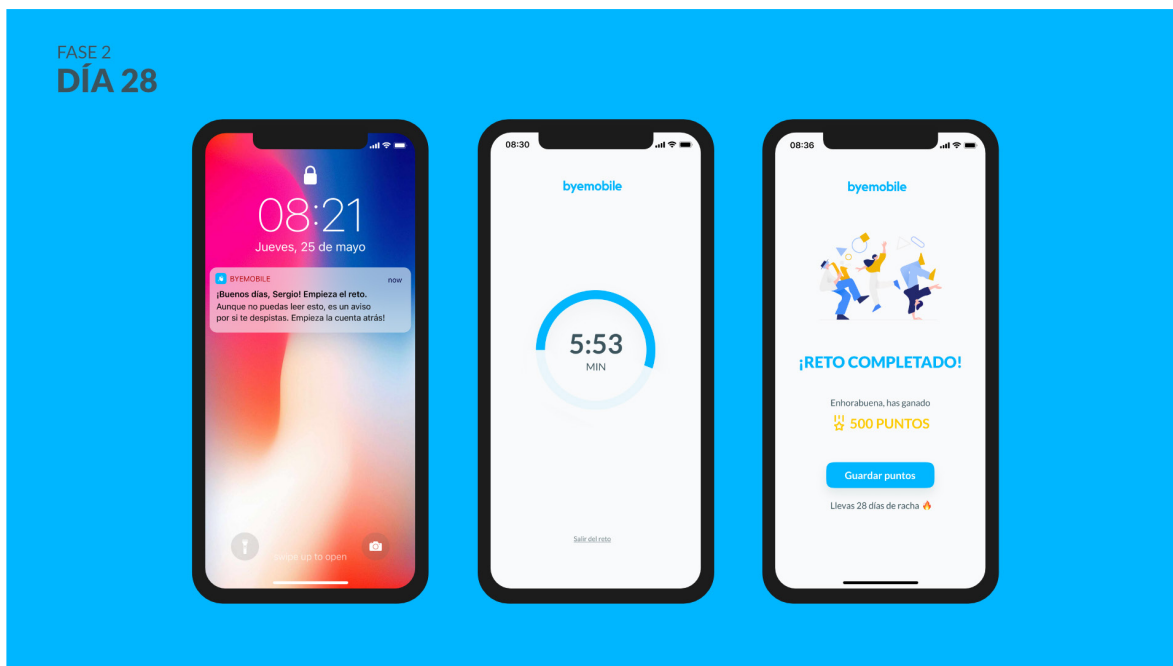 FASE 2
DÍA 28
08:21
Jueves, 25 de mayo
BYEMOBILE
now
¡Buenos días, Sergio! Empieza el reto.
Aunque no puedas leer esto, es un aviso
por si te despistas. Empieza la cuenta atrás!
swipe up to open
08:30
byemobile
5:53
MIN
Salir del reto
08:36
byemobile
¡RETO COMPLETADO!
Enhorabuena, has ganado
500 PUNTOS
Guardar puntos
Llevas 28 días de racha 🔥